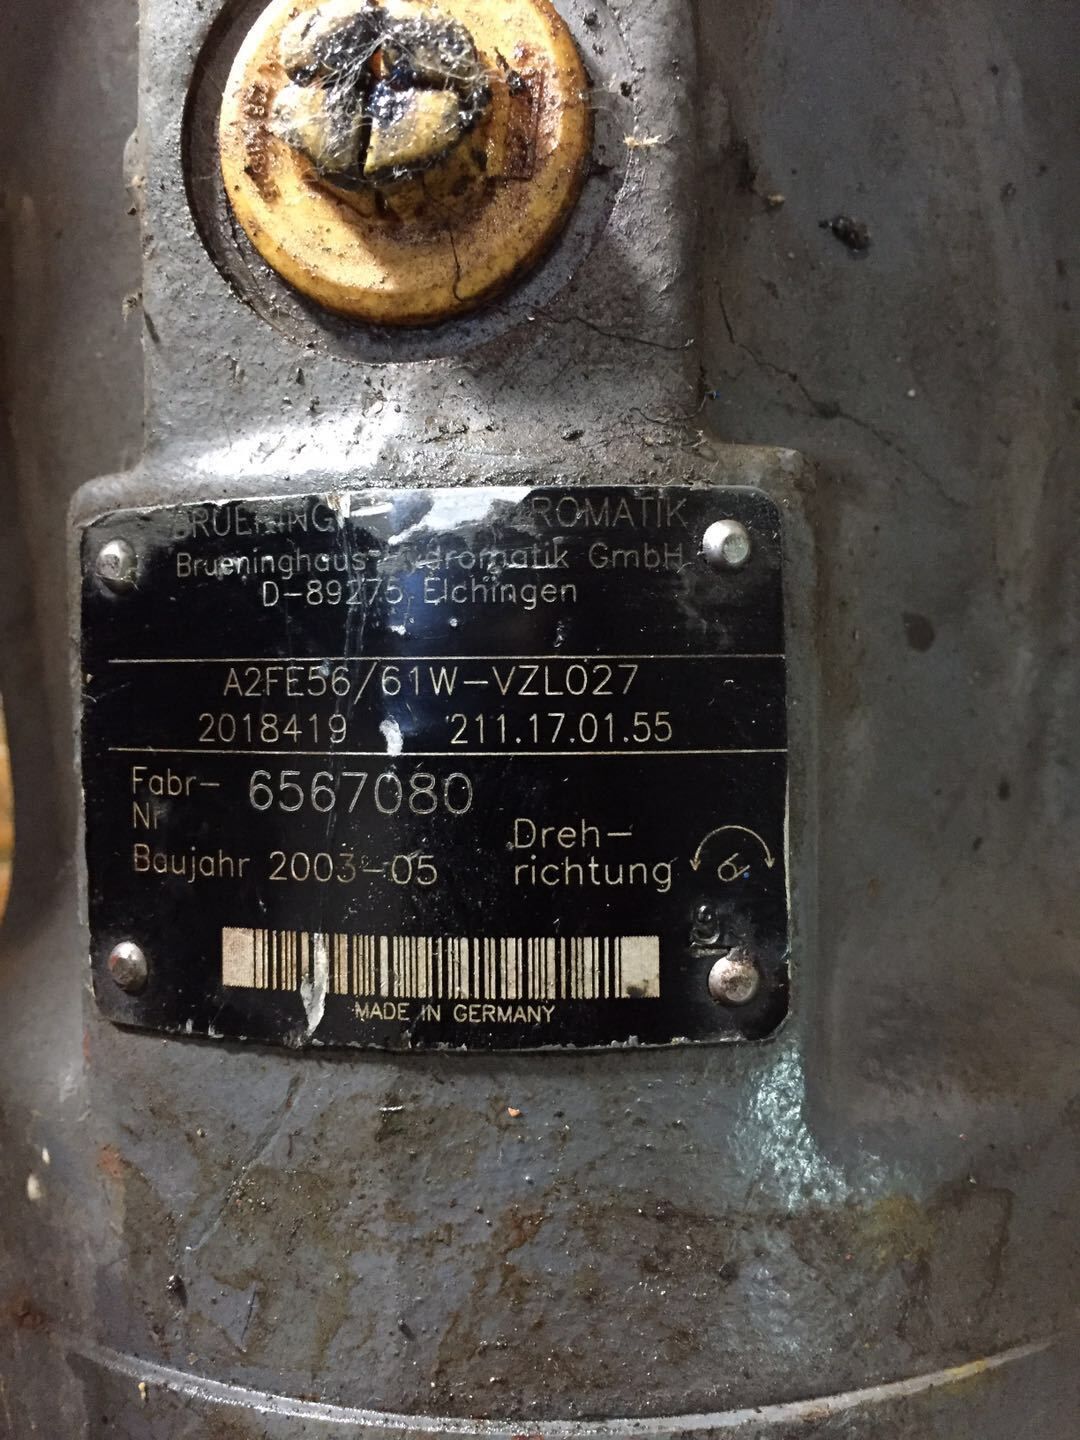 Brueninghaus Hydromatik GmbH
D-89275 Elchingen
A2FE56/61W-VZL027
2018419 211.17.01.55
Fabr-
Nr
6567080
Baujahr 2003-05
Dreh-
richtung
MADE IN GERMANY